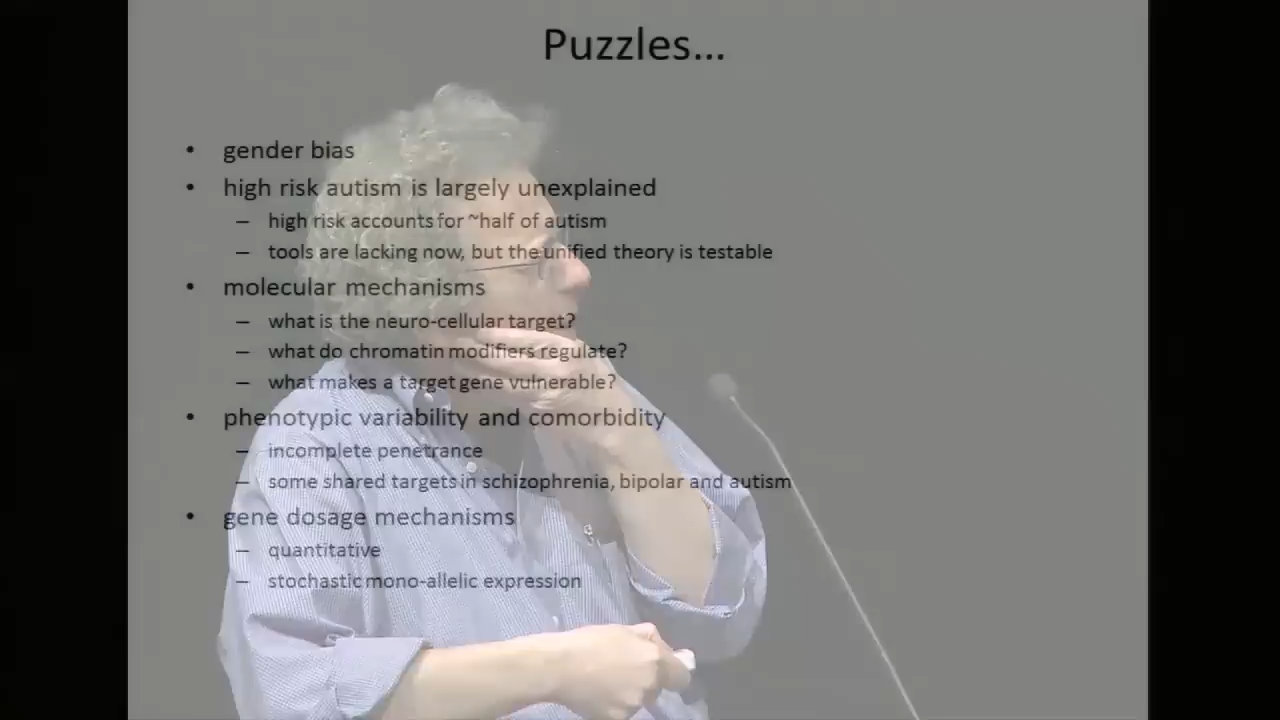 Puzzles...
• gender bias
• high risk autism is largely unexplained
– high risk accounts for ~half of autism
– tools are lacking now, but the unified theory is testable
• molecular mechanisms
– what is the neuro-cellular target?
– what do chromatin modifiers regulate?
– what makes a target gene vulnerable?
• phenotypic variability and comorbidity
– incomplete penetrance
– some shared targets in schizophrenia, bipolar and autism
• gene dosage mechanisms
– quantitative
– stochastic mono-allelic expression